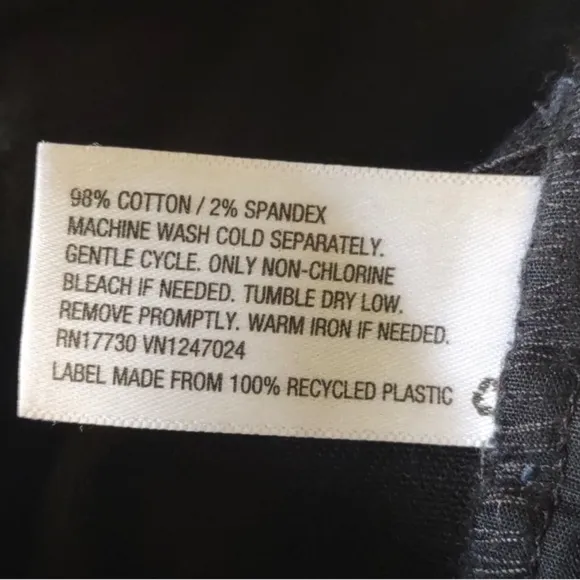 98% COTTON / 2% SPANDEX
MACHINE WASH COLD SEPARATELY.
GENTLE CYCLE. ONLY NON-CHLORINE
BLEACH IF NEEDED. TUMBLE DRY LOW.
REMOVE PROMPTLY. WARM IRON IF NEEDED.
RN17730 VN1247024
LABEL MADE FROM 100% RECYCLED PLASTIC